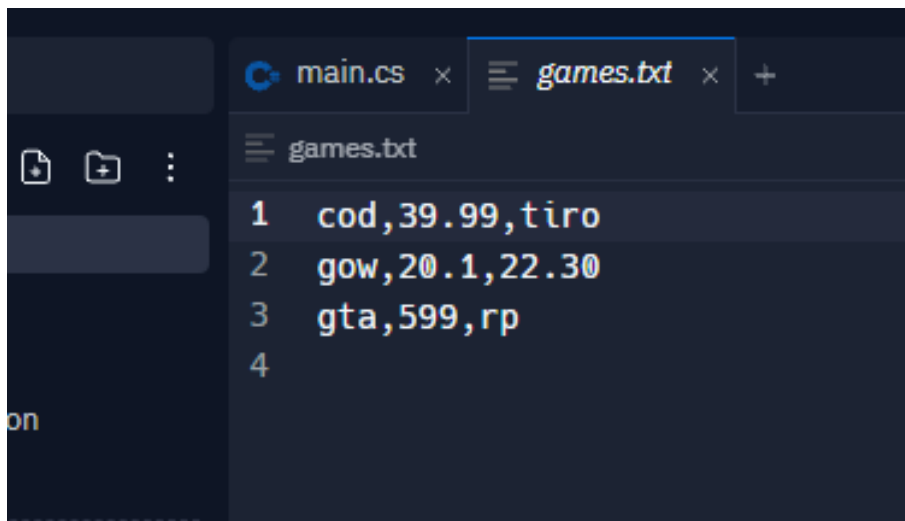 main.cs × games.txt × +
games.txt
1 cod,39.99,tiro
2 gow,20.1,22.30
3 gta,599,rp
4
on